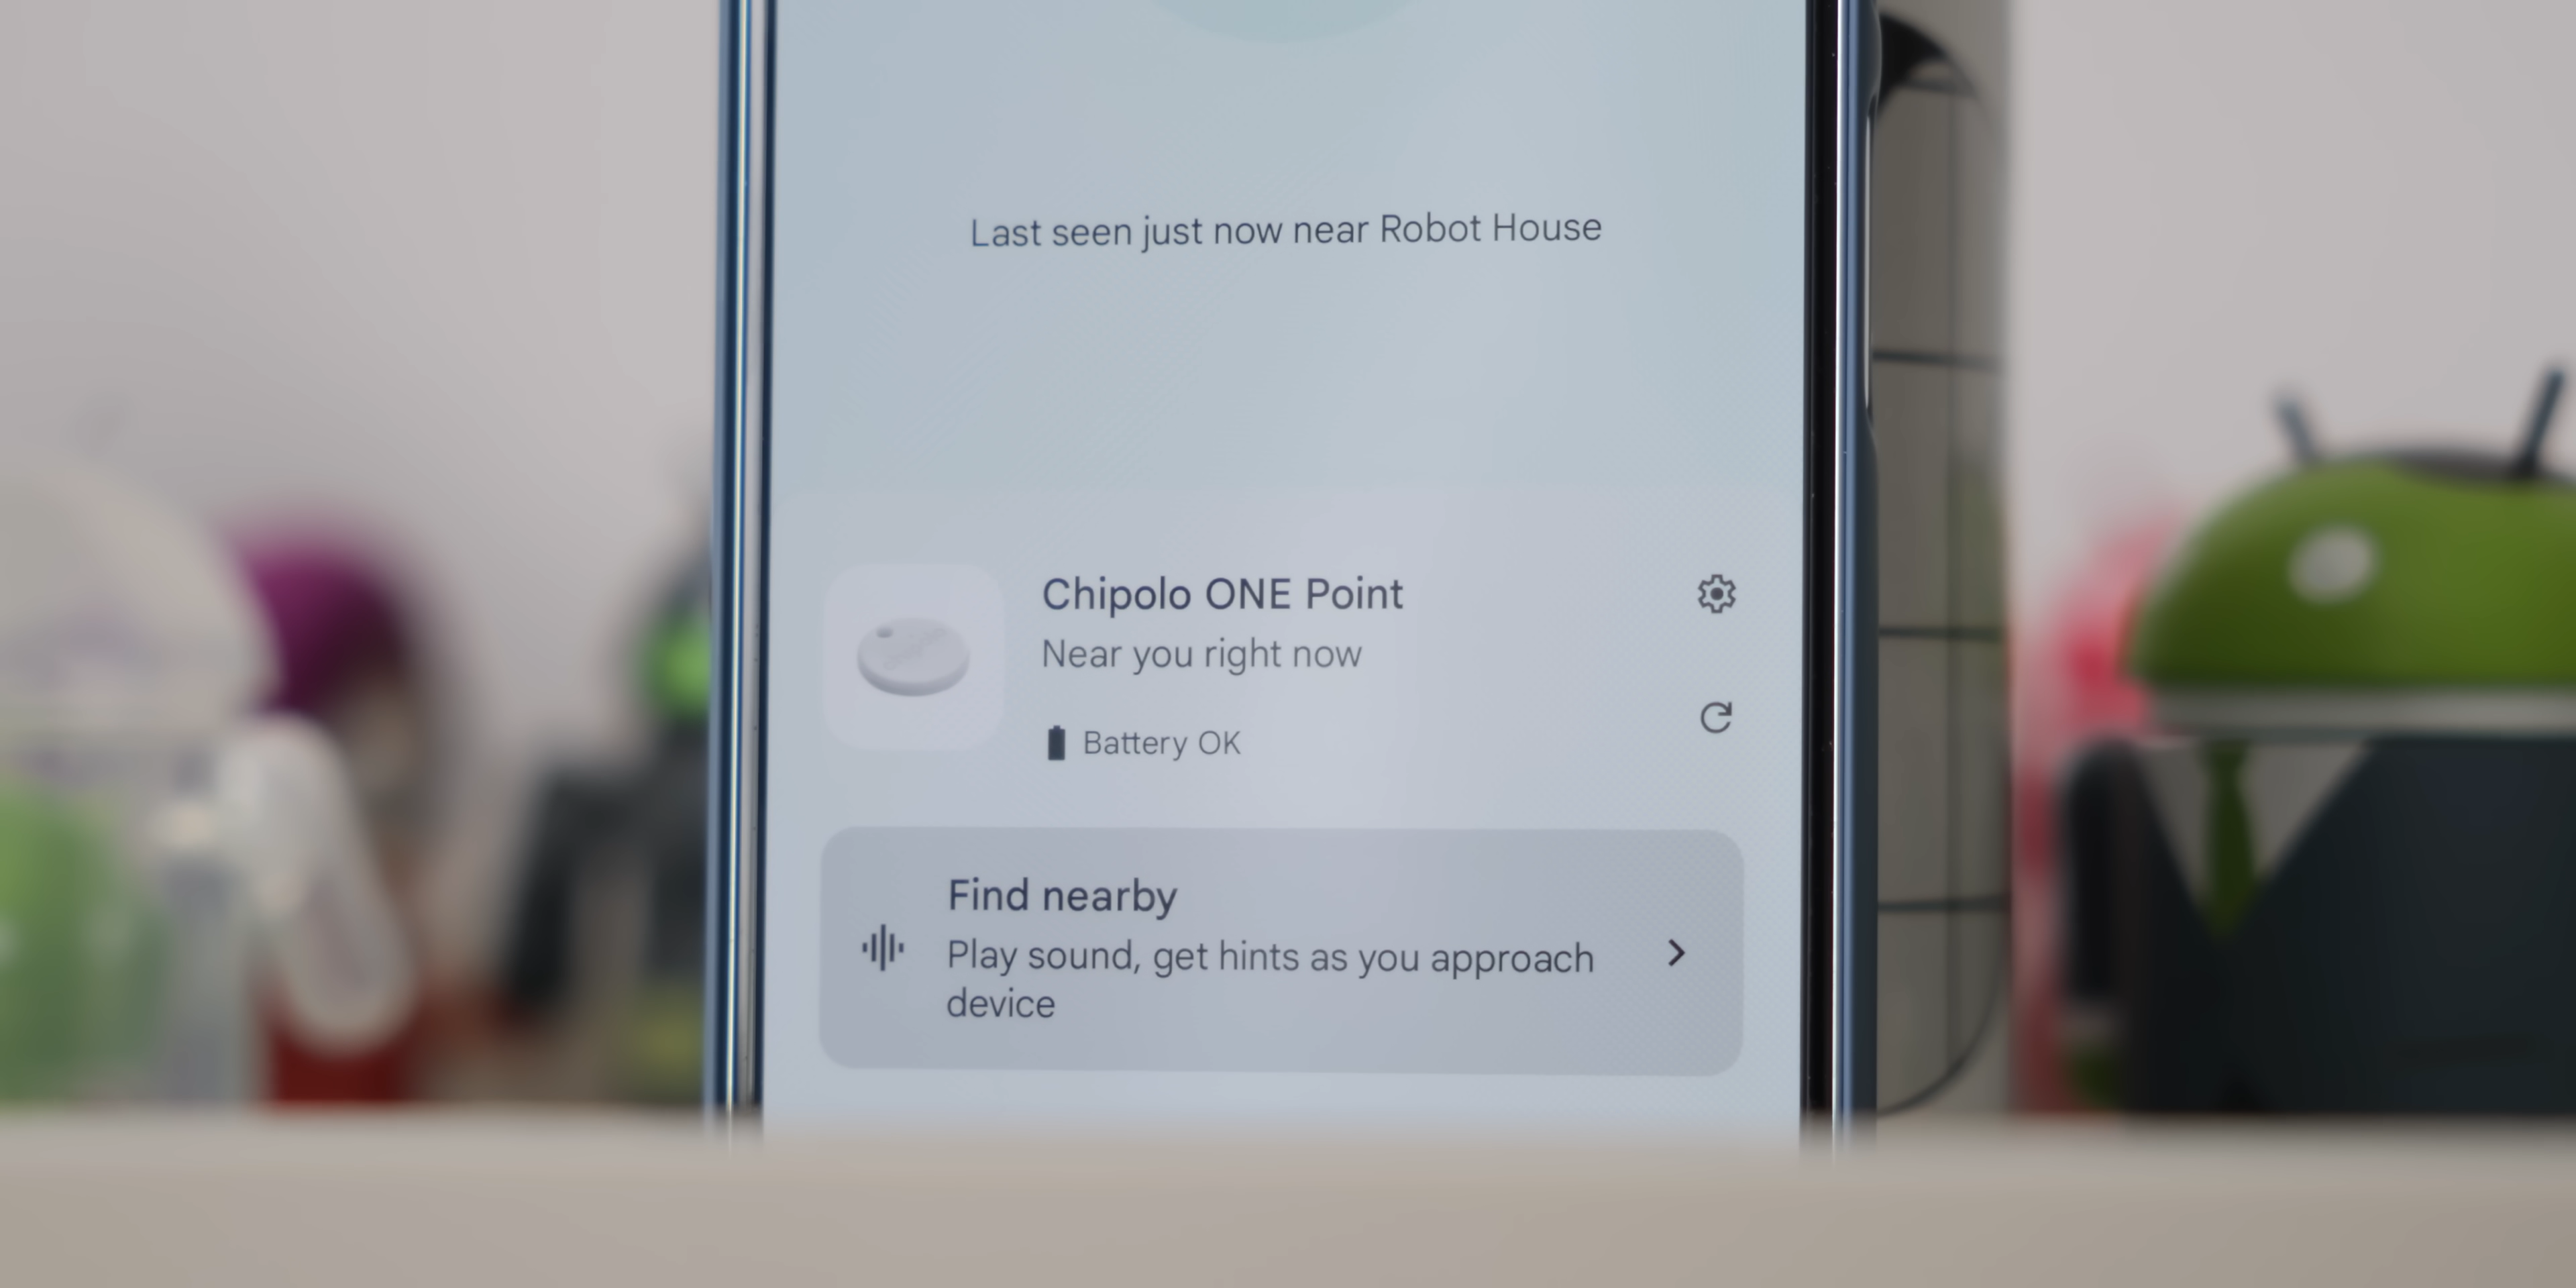 Last seen just now near Robot House
Chipolo ONE Point
Near you right now
Battery OK
Find nearby
Play sound, get hints as you approach
device